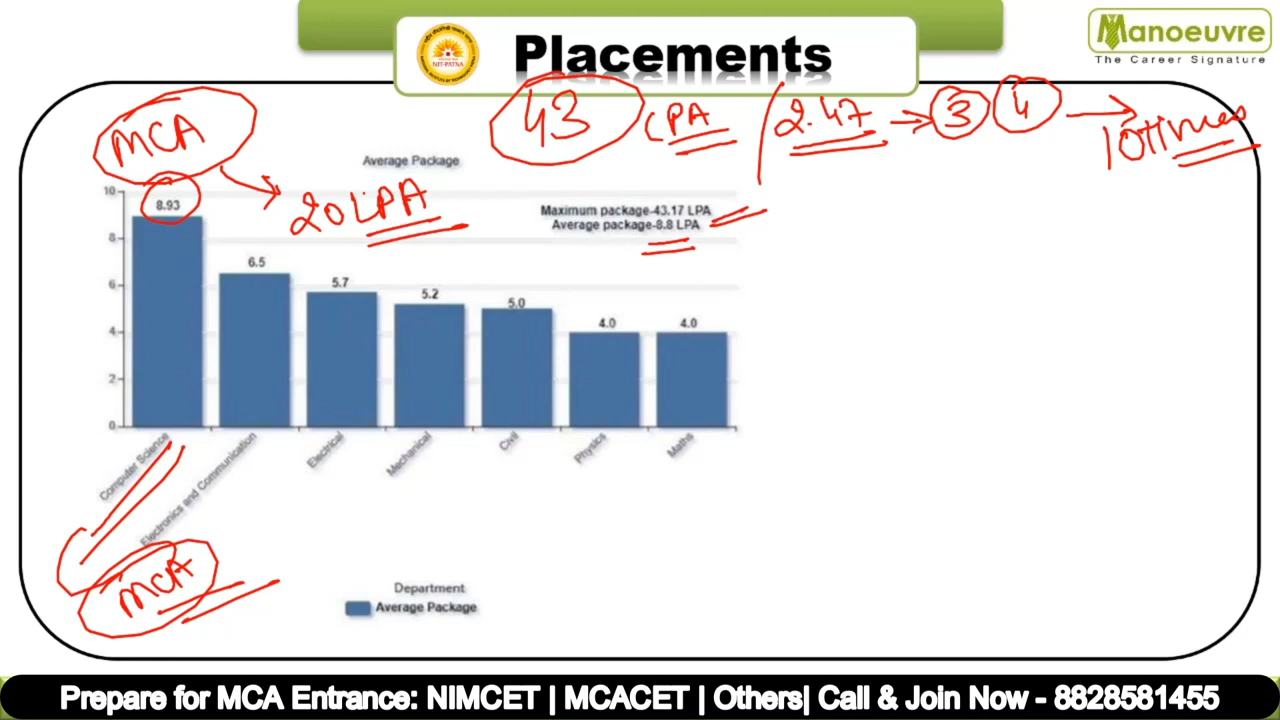 Placements
Manoeuvre
The Career Signature
NIT-PATNA
MCA
43 LPA / 2.47 → 3 4 → 10 times
Average Package
20 LPA
Maximum package-43.17 LPA
Average package-8.8 LPA
10
8
6
4
2
0
8.93
6.5
5.7
5.2
5.0
4.0
4.0
Computer Science
Electronics and Communication
Electrical
Mechanical
Civil
Physics
Maths
MCA
Department
Average Package
Prepare for MCA Entrance: NIMCET | MCACET | Others| Call & Join Now - 8828581455